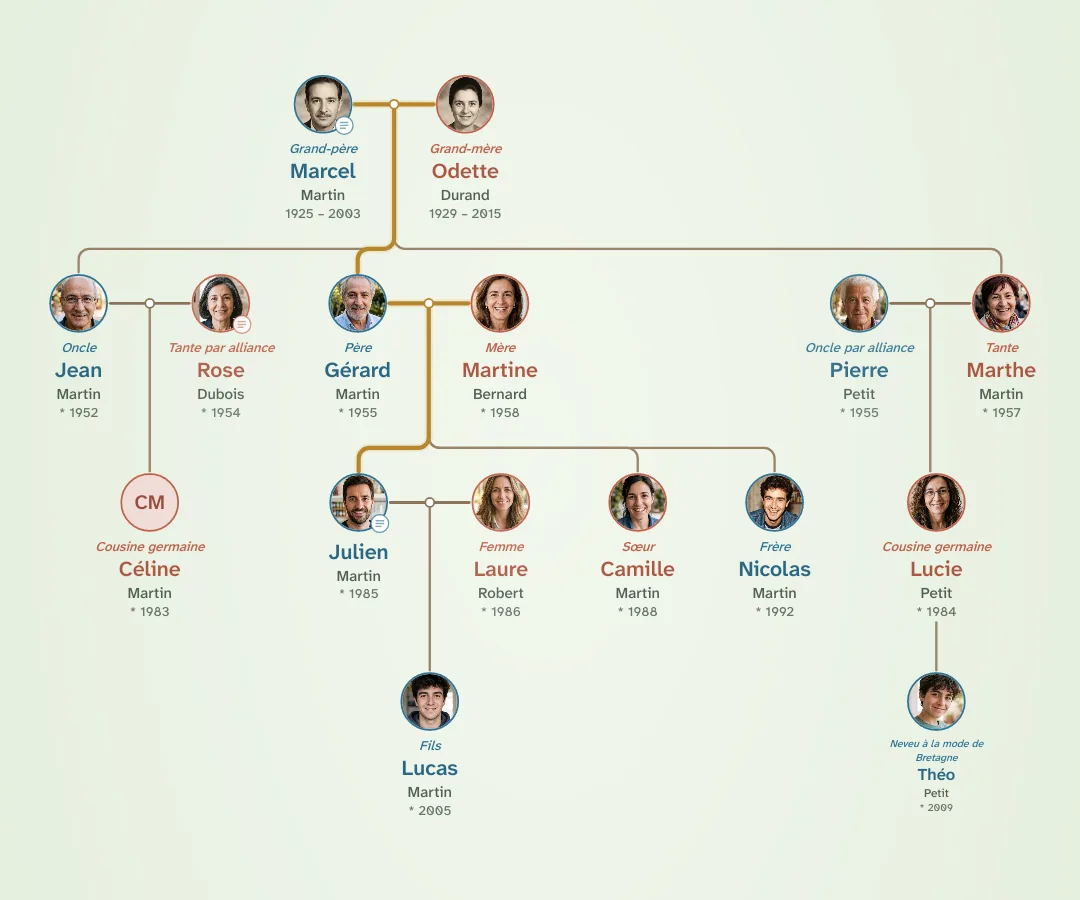 Grand-père
Marcel
Martin
1925 – 2003
Grand-mère
Odette
Durand
1929 – 2015
Oncle
Jean
Martin
* 1952
Tante par alliance
Rose
Dubois
* 1954
Père
Gérard
Martin
* 1955
Mère
Martine
Bernard
* 1958
Oncle par alliance
Pierre
Petit
* 1955
Tante
Marthe
Martin
* 1957
CM
Cousine germaine
Céline
Martin
* 1983
Julien
Martin
* 1985
Femme
Laure
Robert
* 1986
Sœur
Camille
Martin
* 1988
Frère
Nicolas
Martin
* 1992
Cousine germaine
Lucie
Petit
* 1984
Fils
Lucas
Martin
* 2005
Neveu à la mode de
Bretagne
Théo
Petit
* 2009